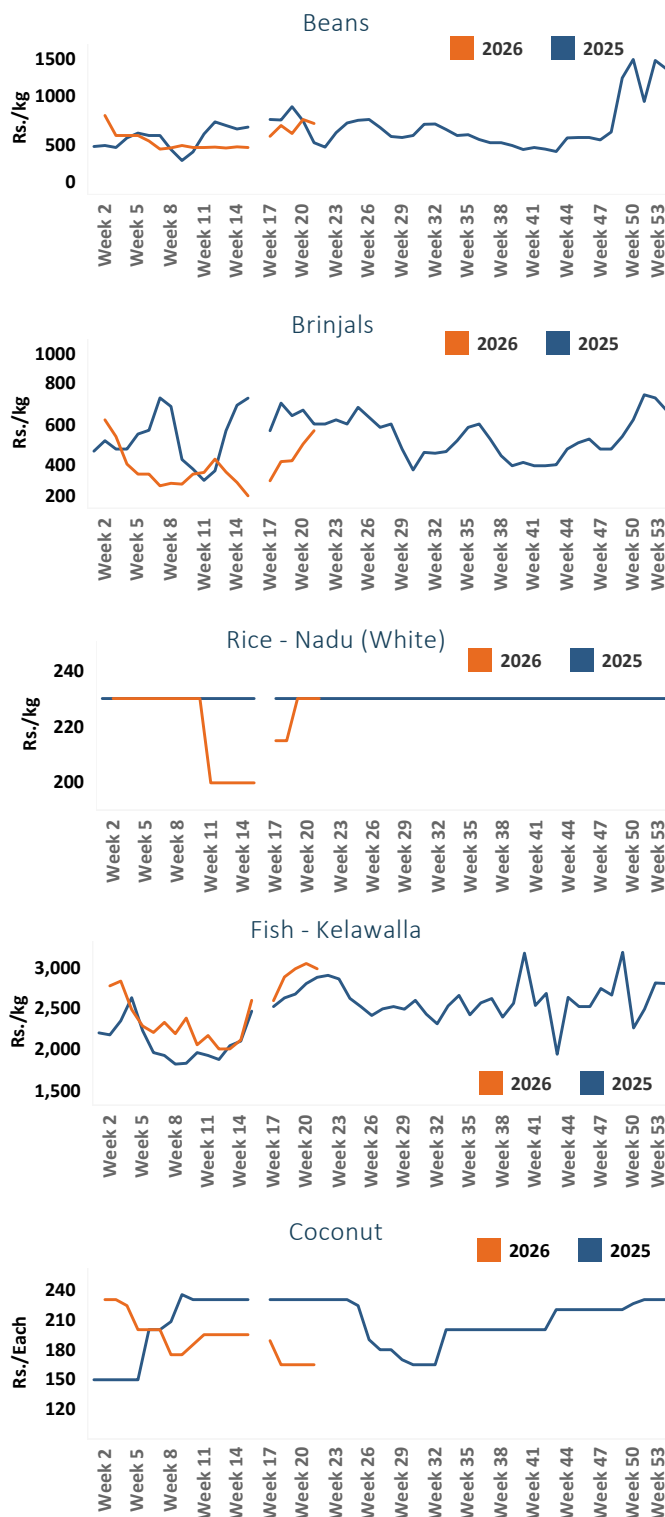 Beans
2026 2025
Rs./kg
1500
1000
500
0
Week 2 Week 5 Week 8 Week 11 Week 14 Week 17 Week 20 Week 23 Week 26 Week 29 Week 32 Week 35 Week 38 Week 41 Week 44 Week 47 Week 50 Week 53
Brinjals
2026 2025
Rs./kg
1000
800
600
400
200
Week 2 Week 5 Week 8 Week 11 Week 14 Week 17 Week 20 Week 23 Week 26 Week 29 Week 32 Week 35 Week 38 Week 41 Week 44 Week 47 Week 50 Week 53
Rice - Nadu (White)
2026 2025
Rs./kg
240
220
200
Week 2 Week 5 Week 8 Week 11 Week 14 Week 17 Week 20 Week 23 Week 26 Week 29 Week 32 Week 35 Week 38 Week 41 Week 44 Week 47 Week 50 Week 53
Fish - Kelawalla
Rs./kg
3,000
2,500
2,000
1,500
2026 2025
Week 2 Week 5 Week 8 Week 11 Week 14 Week 17 Week 20 Week 23 Week 26 Week 29 Week 32 Week 35 Week 38 Week 41 Week 44 Week 47 Week 50 Week 53
Coconut
2026 2025
Rs./Each
240
210
180
150
120
Week 2 Week 5 Week 8 Week 11 Week 14 Week 17 Week 20 Week 23 Week 26 Week 29 Week 32 Week 35 Week 38 Week 41 Week 44 Week 47 Week 50 Week 53